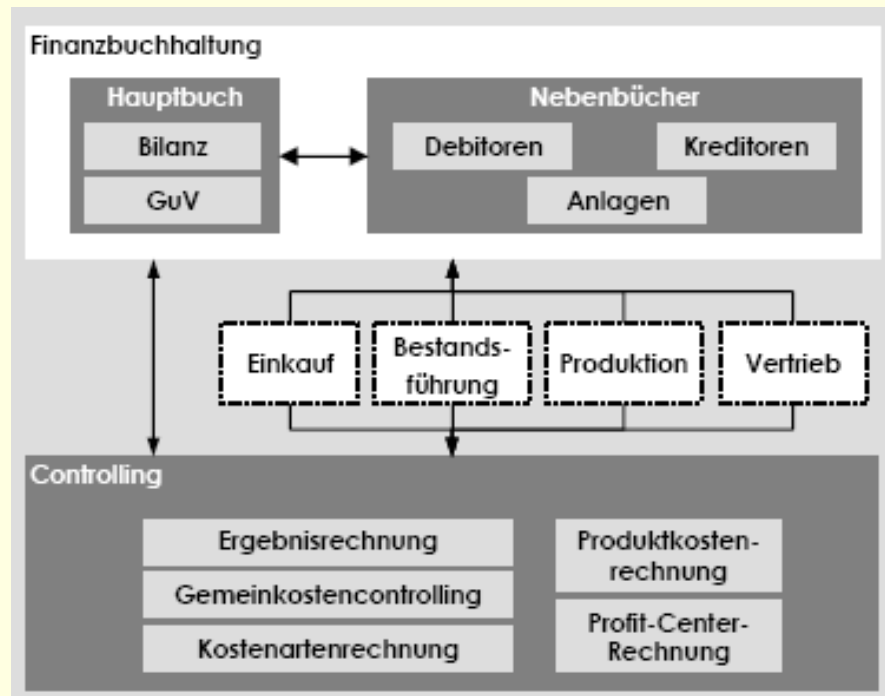 Finanzbuchhaltung
Hauptbuch
Bilanz
GuV
Nebenbücher
Debitoren
Kreditoren
Anlagen
Einkauf
Bestands-
führung
Produktion
Vertrieb
Controlling
Ergebnisrechnung
Gemeinkostencontrolling
Kostenartenrechnung
Produktkosten-
rechnung
Profit-Center-
Rechnung